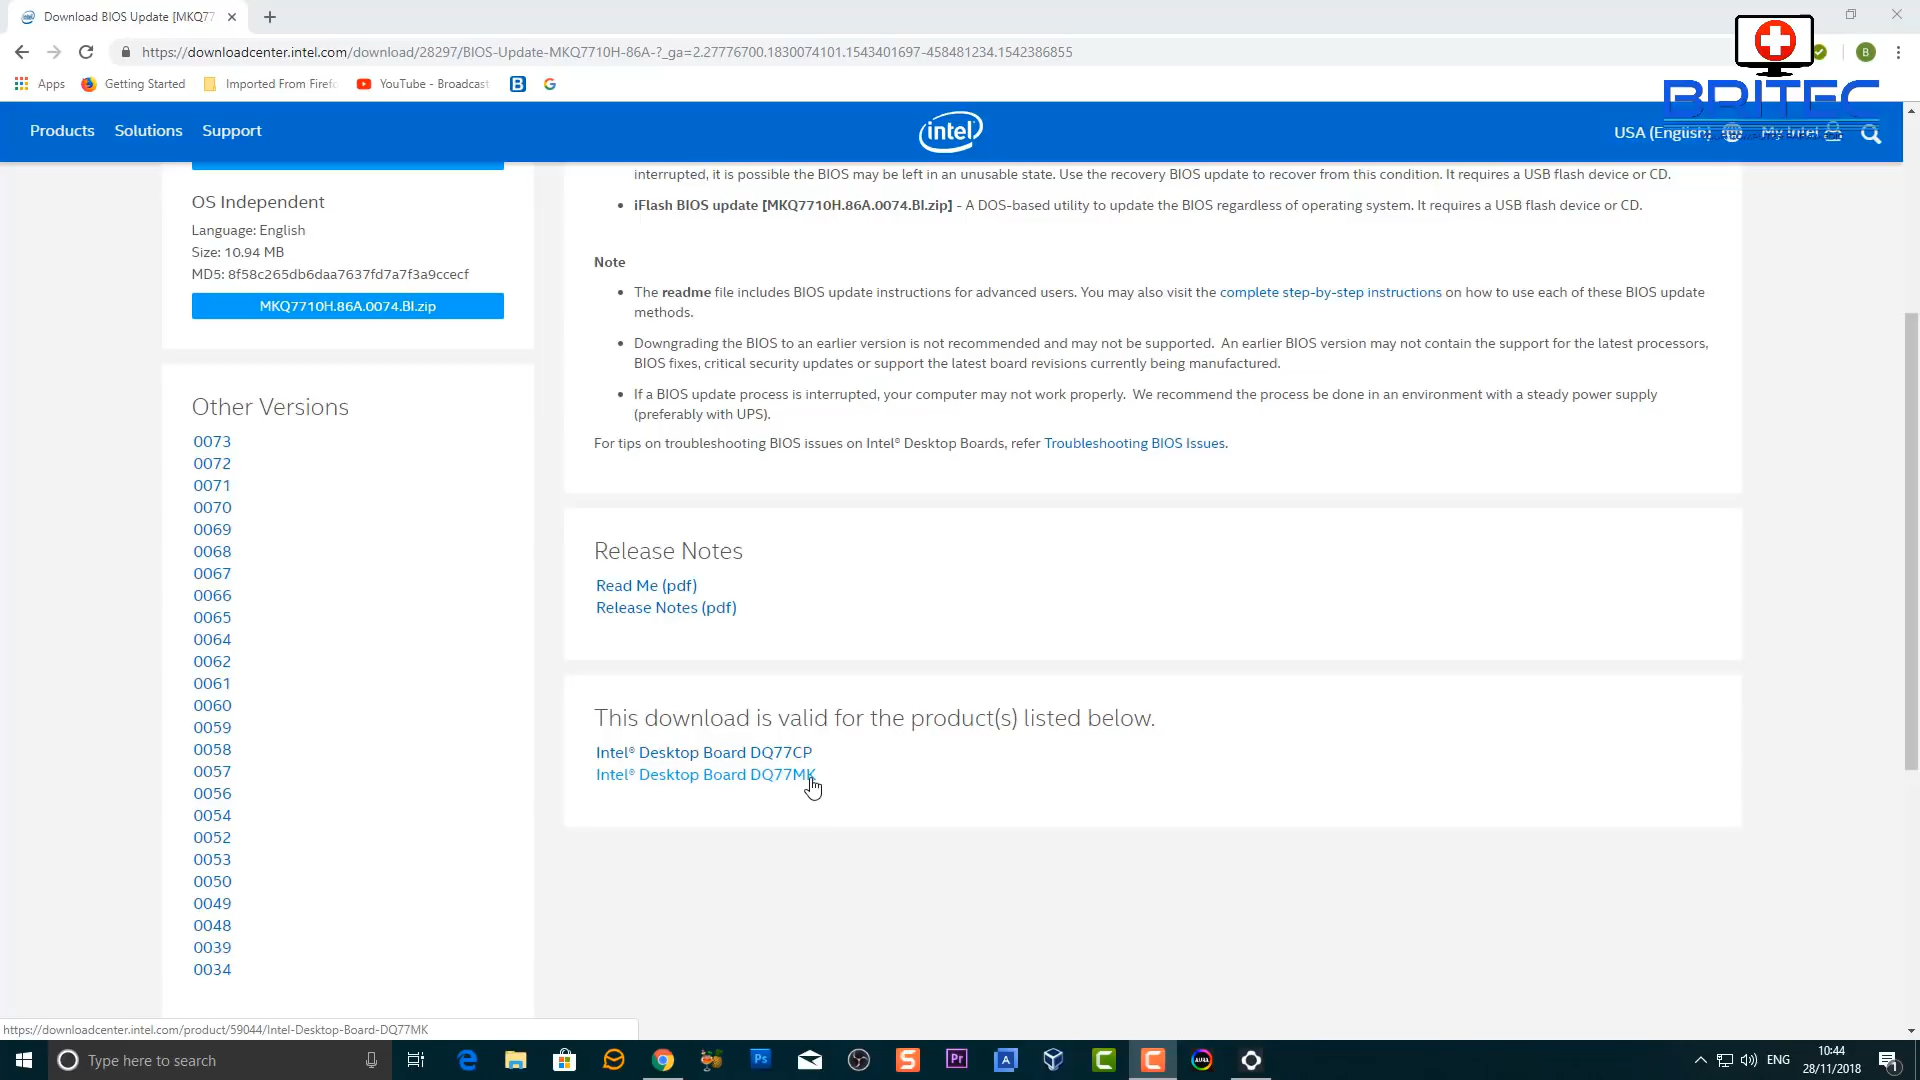 Download BIOS Update [MKQ77
https://downloadcenter.intel.com/download/28297/BIOS-Update-MKQ7710H-86A-?_ga=2.27776700.1830074101.1543401697-458481234.1542386855
B
Apps Getting Started Imported From Firefo YouTube - Broadcast B G
BRITEC
Products Solutions Support intel USA (English) My Intel
interrupted, it is possible the BIOS may be left in an unusable state. Use the recovery BIOS update to recover from this condition. It requires a USB flash device or CD.
• iFlash BIOS update [MKQ7710H.86A.0074.BI.zip] - A DOS-based utility to update the BIOS regardless of operating system. It requires a USB flash device or CD.
OS Independent
Language: English
Size: 10.94 MB
MD5: 8f58c265db6daa7637fd7a7f3a9ccecf
MKQ7710H.86A.0074.BI.zip
Note
• The readme file includes BIOS update instructions for advanced users. You may also visit the complete step-by-step instructions on how to use each of these BIOS update
methods.
• Downgrading the BIOS to an earlier version is not recommended and may not be supported. An earlier BIOS version may not contain the support for the latest processors,
BIOS fixes, critical security updates or support the latest board revisions currently being manufactured.
• If a BIOS update process is interrupted, your computer may not work properly. We recommend the process be done in an environment with a steady power supply
(preferably with UPS).
For tips on troubleshooting BIOS issues on Intel® Desktop Boards, refer Troubleshooting BIOS Issues.
Other Versions
0073
0072
0071
0070
0069
0068
0067
0066
0065
0064
0062
0061
0060
0059
0058
0057
0056
0054
0052
0053
0050
0049
0048
0039
0034
Release Notes
Read Me (pdf)
Release Notes (pdf)
This download is valid for the product(s) listed below.
Intel® Desktop Board DQ77CP
Intel® Desktop Board DQ77MK
https://downloadcenter.intel.com/product/59044/Intel-Desktop-Board-DQ77MK
Type here to search
ENG
10:44
28/11/2018